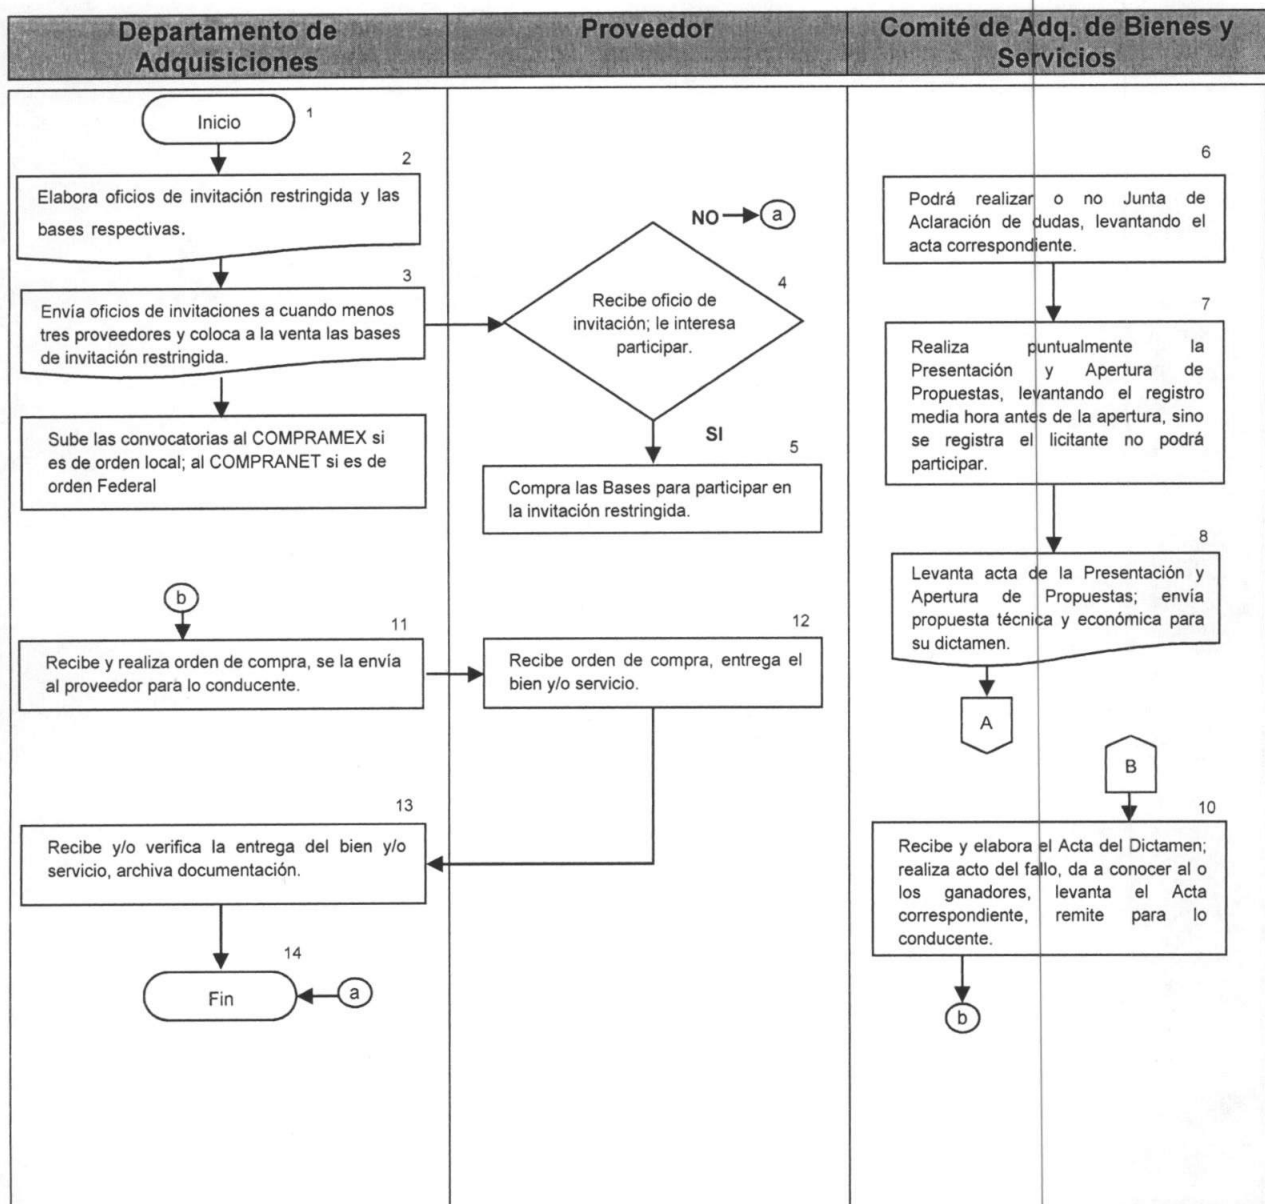 Departamento de
Adquisiciones
Proveedor
Comité de Adq. de Bienes y
Servicios
Inicio
1
2
Elabora oficios de invitación restringida y las
bases respectivas.
3
Envía oficios de invitaciones a cuando menos
tres proveedores y coloca a la venta las bases
de invitación restringida.
Sube las convocatorias al COMPRAMEX si
es de orden local; al COMPRANET si es de
orden Federal
b
11
Recibe y realiza orden de compra, se la envía
al proveedor para lo conducente.
13
Recibe y/o verifica la entrega del bien y/o
servicio, archiva documentación.
14
Fin
a
NO
a
4
Recibe oficio de
invitación; le interesa
participar.
SI
5
Compra las Bases para participar en
la invitación restringida.
12
Recibe orden de compra, entrega el
bien y/o servicio.
6
Podrá realizar o no Junta de
Aclaración de dudas, levantando el
acta correspondiente.
7
Realiza puntualmente la
Presentación y Apertura de
Propuestas, levantando el registro
media hora antes de la apertura, sino
se registra el licitante no podrá
participar.
8
Levanta acta de la Presentación y
Apertura de Propuestas; envía
propuesta técnica y económica para
su dictamen.
A
B
10
Recibe y elabora el Acta del Dictamen;
realiza acto del fallo, da a conocer al o
los ganadores, levanta el Acta
correspondiente, remite para lo
conducente.
b